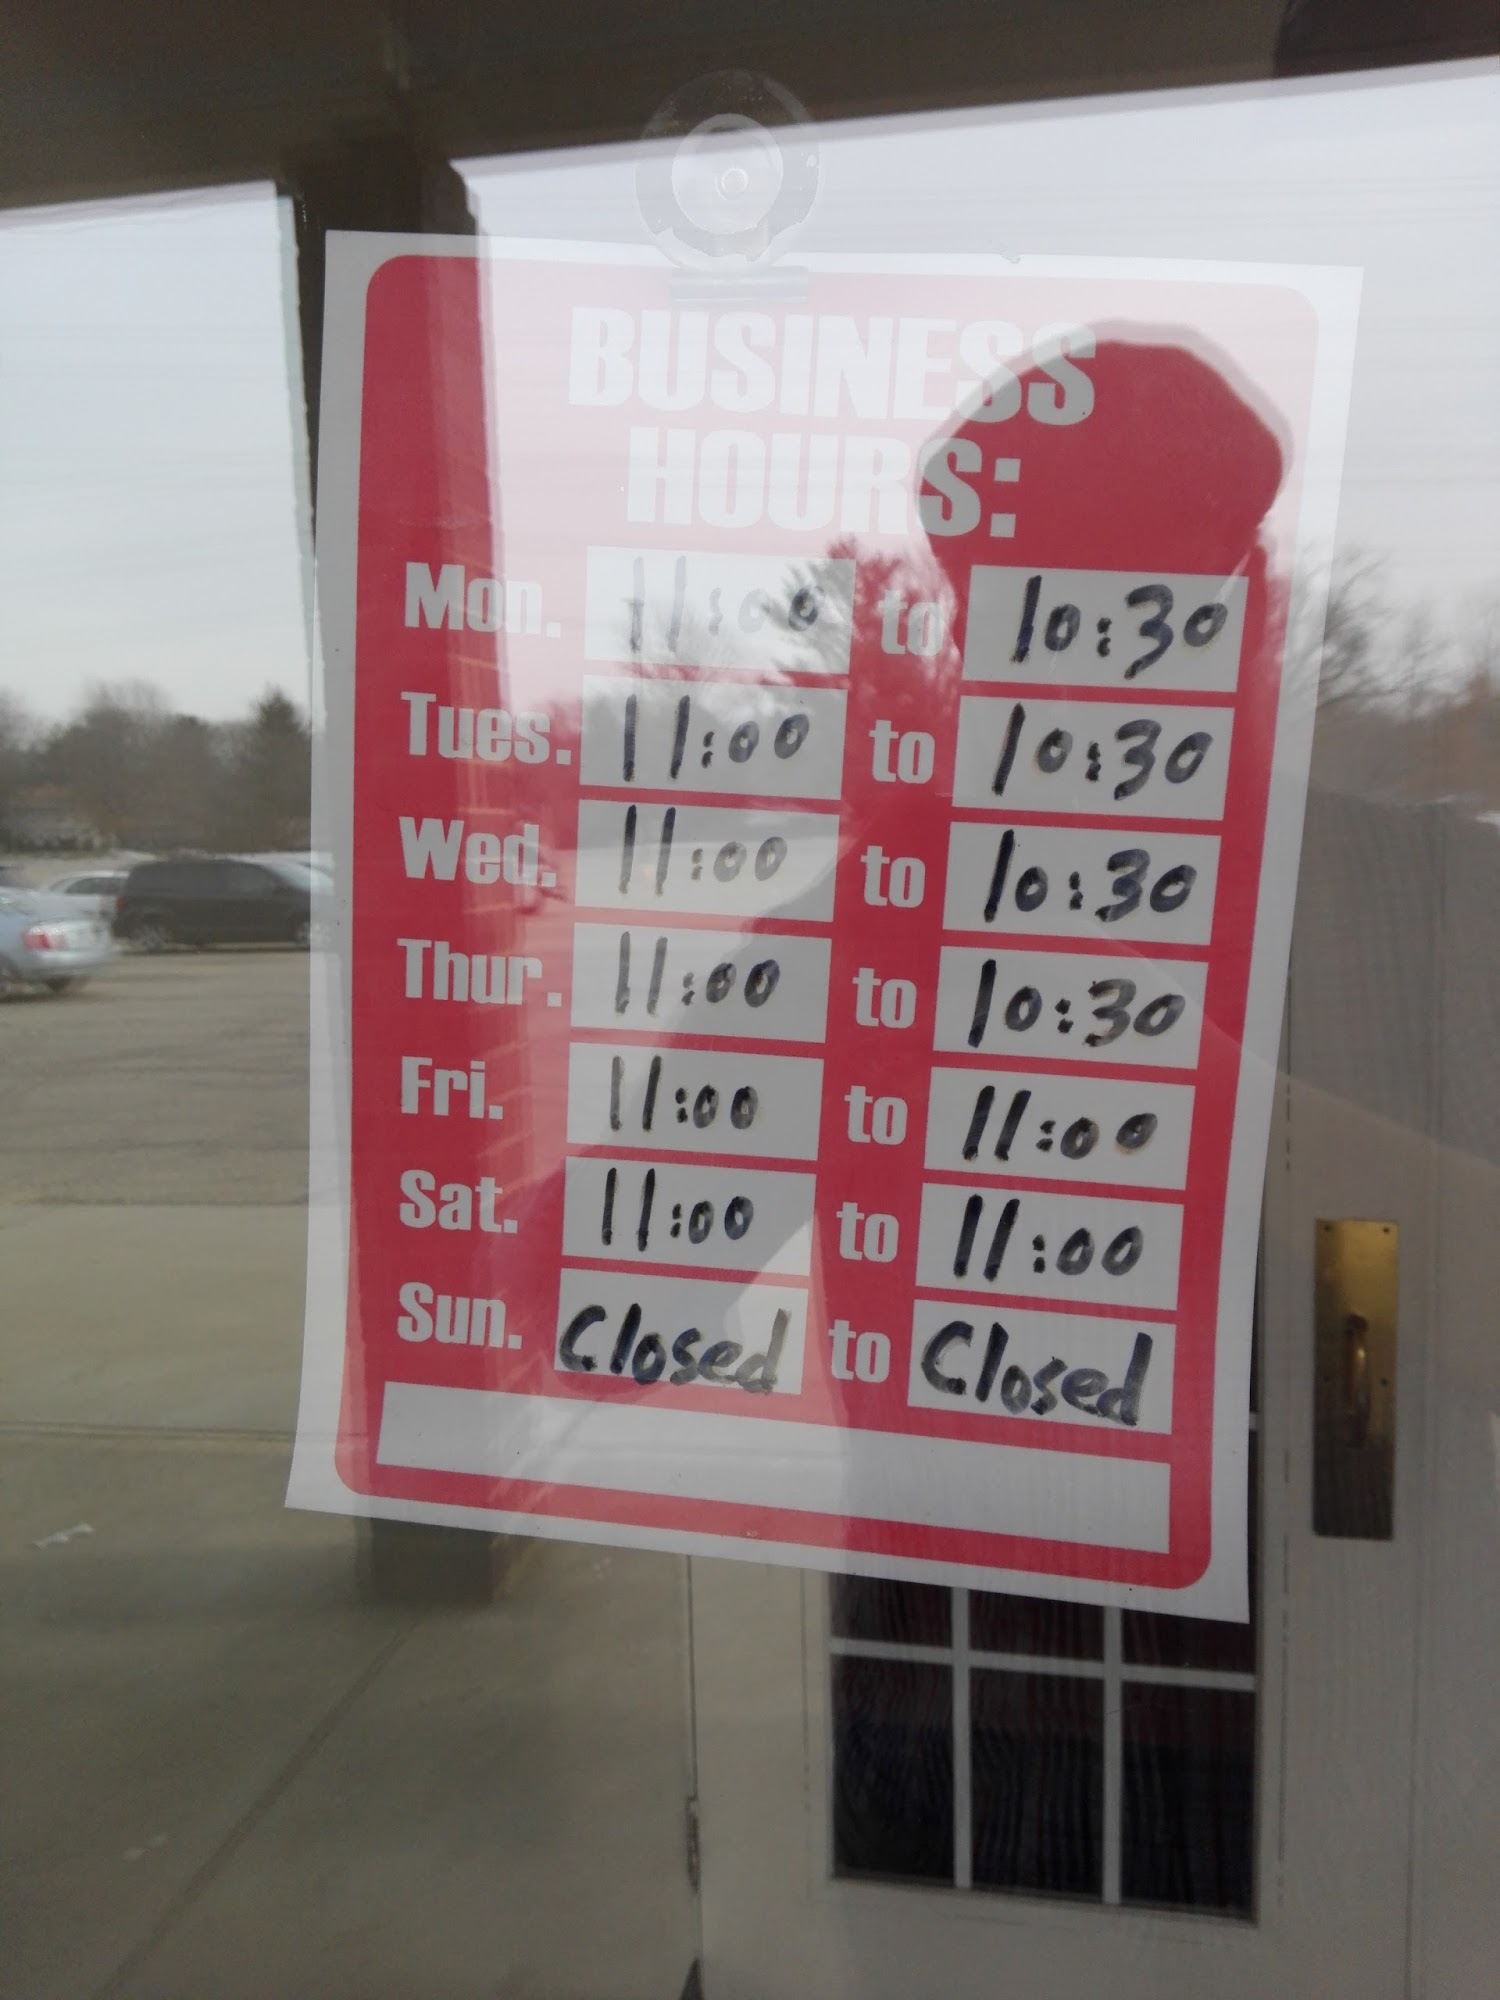 BUSINESS
HOURS:
Mon. 11:00 to 10:30
Tues. 11:00 to 10:30
Wed. 11:00 to 10:30
Thur. 11:00 to 10:30
Fri. 11:00 to 11:00
Sat. 11:00 to 11:00
Sun. Closed to Closed